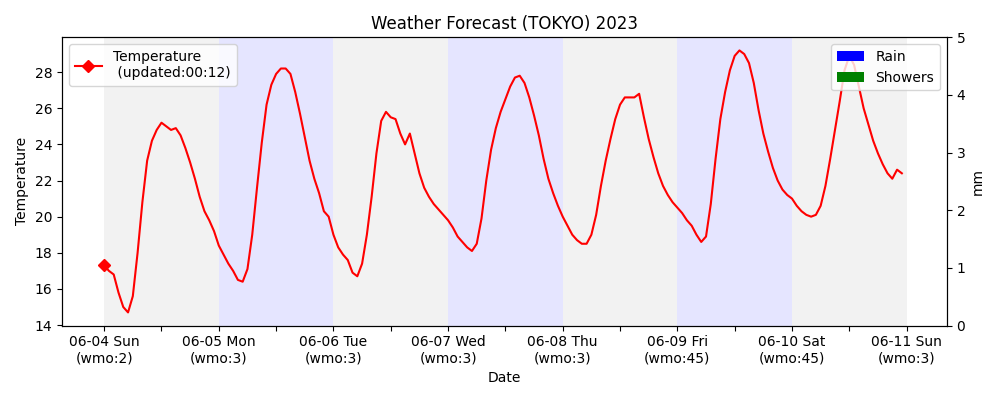 Weather Forecast (TOKYO) 2023
Temperature
(updated:00:12)
Rain
Showers
Temperature
28
26
24
22
20
18
16
14
5
4
3
2
1
0
mm
06-04 Sun
(wmo:2)
06-05 Mon
(wmo:3)
06-06 Tue
(wmo:3)
06-07 Wed
(wmo:3)
06-08 Thu
(wmo:3)
06-09 Fri
(wmo:45)
06-10 Sat
(wmo:45)
06-11 Sun
(wmo:3)
Date